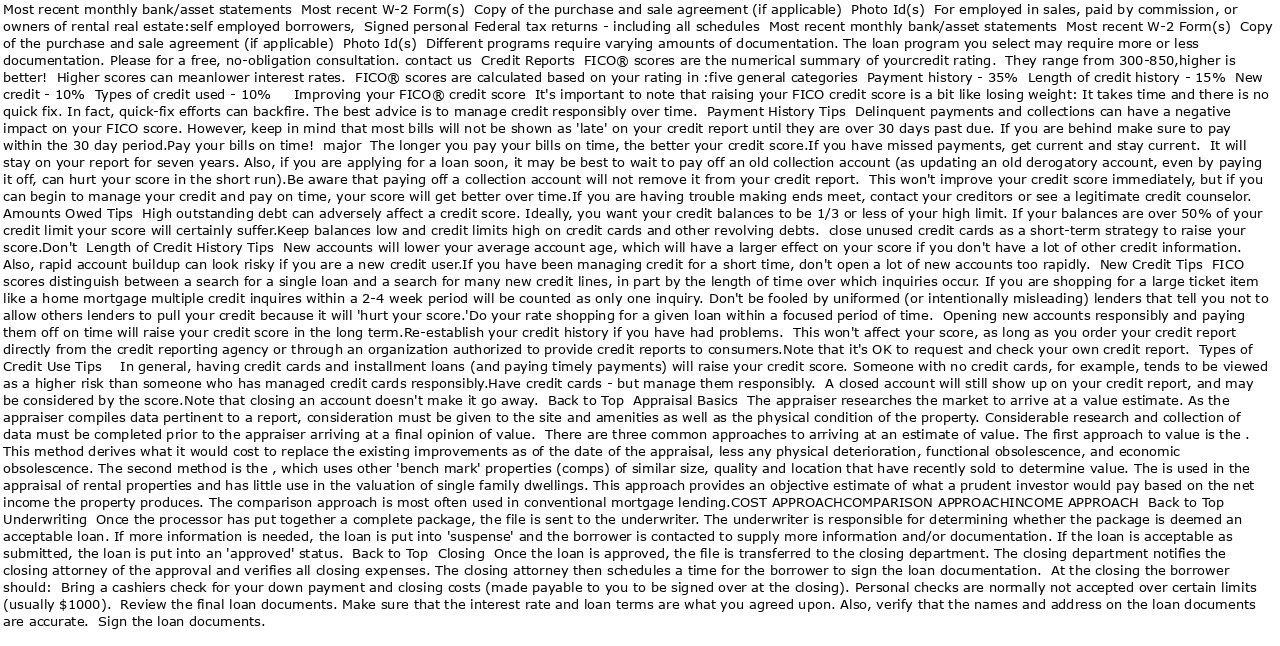 Most recent monthly bank/asset statements  Most recent W-2 Form(s)  Copy of the purchase and sale agreement (if applicable)  Photo Id(s)  For employed in sales, paid by commission, or
owners of rental real estate:self employed borrowers,  Signed personal Federal tax returns - including all schedules  Most recent monthly bank/asset statements  Most recent W-2 Form(s)  Copy
of the purchase and sale agreement (if applicable)  Photo Id(s)  Different programs require varying amounts of documentation. The loan program you select may require more or less
documentation. Please for a free, no-obligation consultation. contact us  Credit Reports  FICO® scores are the numerical summary of yourcredit rating.  They range from 300-850,higher is
better!  Higher scores can meanlower interest rates.  FICO® scores are calculated based on your rating in :five general categories  Payment history - 35%  Length of credit history - 15%  New
credit - 10%  Types of credit used - 10%     Improving your FICO® credit score  It's important to note that raising your FICO credit score is a bit like losing weight: It takes time and there is no
quick fix. In fact, quick-fix efforts can backfire. The best advice is to manage credit responsibly over time.  Payment History Tips  Delinquent payments and collections can have a negative
impact on your FICO score. However, keep in mind that most bills will not be shown as 'late' on your credit report until they are over 30 days past due. If you are behind make sure to pay
within the 30 day period.Pay your bills on time!  major  The longer you pay your bills on time, the better your credit score.If you have missed payments, get current and stay current.  It will
stay on your report for seven years. Also, if you are applying for a loan soon, it may be best to wait to pay off an old collection account (as updating an old derogatory account, even by paying
it off, can hurt your score in the short run).Be aware that paying off a collection account will not remove it from your credit report.  This won't improve your credit score immediately, but if you
can begin to manage your credit and pay on time, your score will get better over time.If you are having trouble making ends meet, contact your creditors or see a legitimate credit counselor.
Amounts Owed Tips  High outstanding debt can adversely affect a credit score. Ideally, you want your credit balances to be 1/3 or less of your high limit. If your balances are over 50% of your
credit limit your score will certainly suffer.Keep balances low and credit limits high on credit cards and other revolving debts.  close unused credit cards as a short-term strategy to raise your
score.Don't  Length of Credit History Tips  New accounts will lower your average account age, which will have a larger effect on your score if you don't have a lot of other credit information.
Also, rapid account buildup can look risky if you are a new credit user.If you have been managing credit for a short time, don't open a lot of new accounts too rapidly.  New Credit Tips  FICO
scores distinguish between a search for a single loan and a search for many new credit lines, in part by the length of time over which inquiries occur. If you are shopping for a large ticket item
like a home mortgage multiple credit inquires within a 2-4 week period will be counted as only one inquiry. Don't be fooled by uniformed (or intentionally misleading) lenders that tell you not to
allow others lenders to pull your credit because it will 'hurt your score.'Do your rate shopping for a given loan within a focused period of time.  Opening new accounts responsibly and paying
them off on time will raise your credit score in the long term.Re-establish your credit history if you have had problems.  This won't affect your score, as long as you order your credit report
directly from the credit reporting agency or through an organization authorized to provide credit reports to consumers.Note that it's OK to request and check your own credit report.  Types of
Credit Use Tips    In general, having credit cards and installment loans (and paying timely payments) will raise your credit score. Someone with no credit cards, for example, tends to be viewed
as a higher risk than someone who has managed credit cards responsibly.Have credit cards - but manage them responsibly.  A closed account will still show up on your credit report, and may
be considered by the score.Note that closing an account doesn't make it go away.  Back to Top  Appraisal Basics  The appraiser researches the market to arrive at a value estimate. As the
appraiser compiles data pertinent to a report, consideration must be given to the site and amenities as well as the physical condition of the property. Considerable research and collection of
data must be completed prior to the appraiser arriving at a final opinion of value.  There are three common approaches to arriving at an estimate of value. The first approach to value is the .
This method derives what it would cost to replace the existing improvements as of the date of the appraisal, less any physical deterioration, functional obsolescence, and economic
obsolescence. The second method is the , which uses other 'bench mark' properties (comps) of similar size, quality and location that have recently sold to determine value. The is used in the
appraisal of rental properties and has little use in the valuation of single family dwellings. This approach provides an objective estimate of what a prudent investor would pay based on the net
income the property produces. The comparison approach is most often used in conventional mortgage lending.COST APPROACHCOMPARISON APPROACHINCOME APPROACH  Back to Top
Underwriting  Once the processor has put together a complete package, the file is sent to the underwriter. The underwriter is responsible for determining whether the package is deemed an
acceptable loan. If more information is needed, the loan is put into 'suspense' and the borrower is contacted to supply more information and/or documentation. If the loan is acceptable as
submitted, the loan is put into an 'approved' status.  Back to Top  Closing  Once the loan is approved, the file is transferred to the closing department. The closing department notifies the
closing attorney of the approval and verifies all closing expenses. The closing attorney then schedules a time for the borrower to sign the loan documentation.  At the closing the borrower
should:  Bring a cashiers check for your down payment and closing costs (made payable to you to be signed over at the closing). Personal checks are normally not accepted over certain limits
(usually $1000).  Review the final loan documents. Make sure that the interest rate and loan terms are what you agreed upon. Also, verify that the names and address on the loan documents
are accurate.  Sign the loan documents.